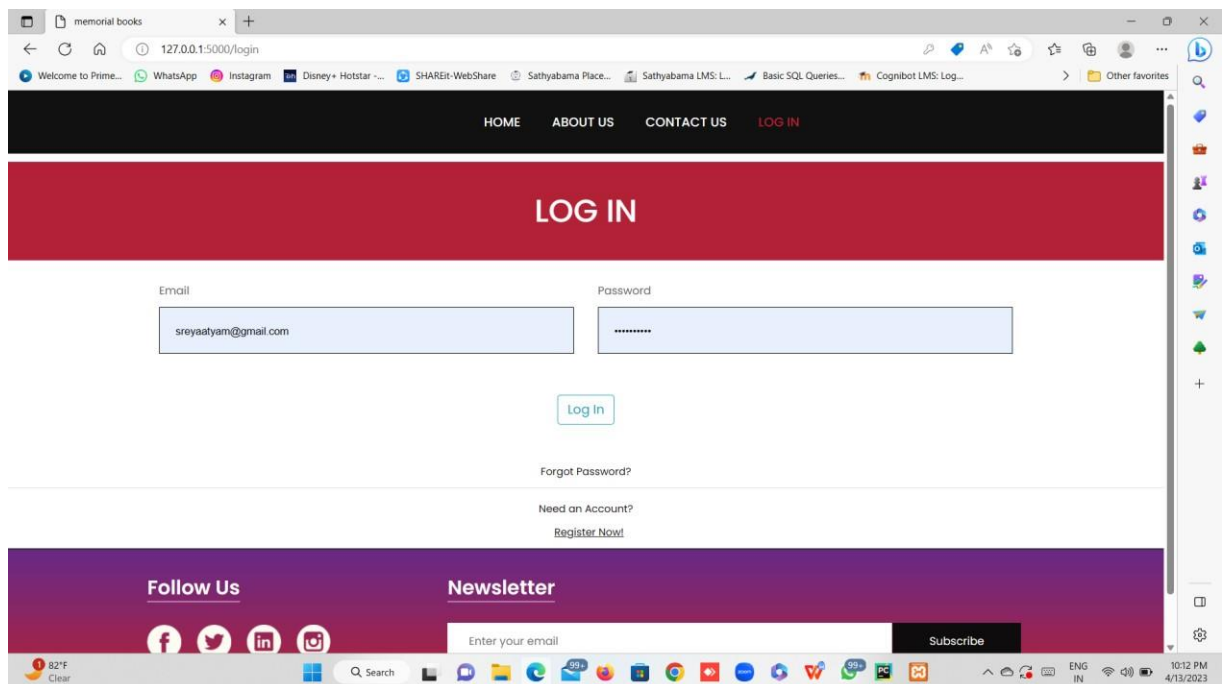 memorial books
127.0.0.1:5000/login
Welcome to Prime... WhatsApp Instagram Disney+ Hotstar -... SHAREit-WebShare Sathyabama Place... Sathyabama LMS: L... Basic SQL Queries... Cognibot LMS: Log... Other favorites
HOME ABOUT US CONTACT US LOG IN
LOG IN
Email Password
sreyaatyam@gmail.com ••••••••••
Log In
Forgot Password?
Need an Account?
Register Now!
Follow Us Newsletter
Enter your email Subscribe
1 82°F Search 99+ 99+ ENG 10:12 PM
Clear IN 4/13/2023